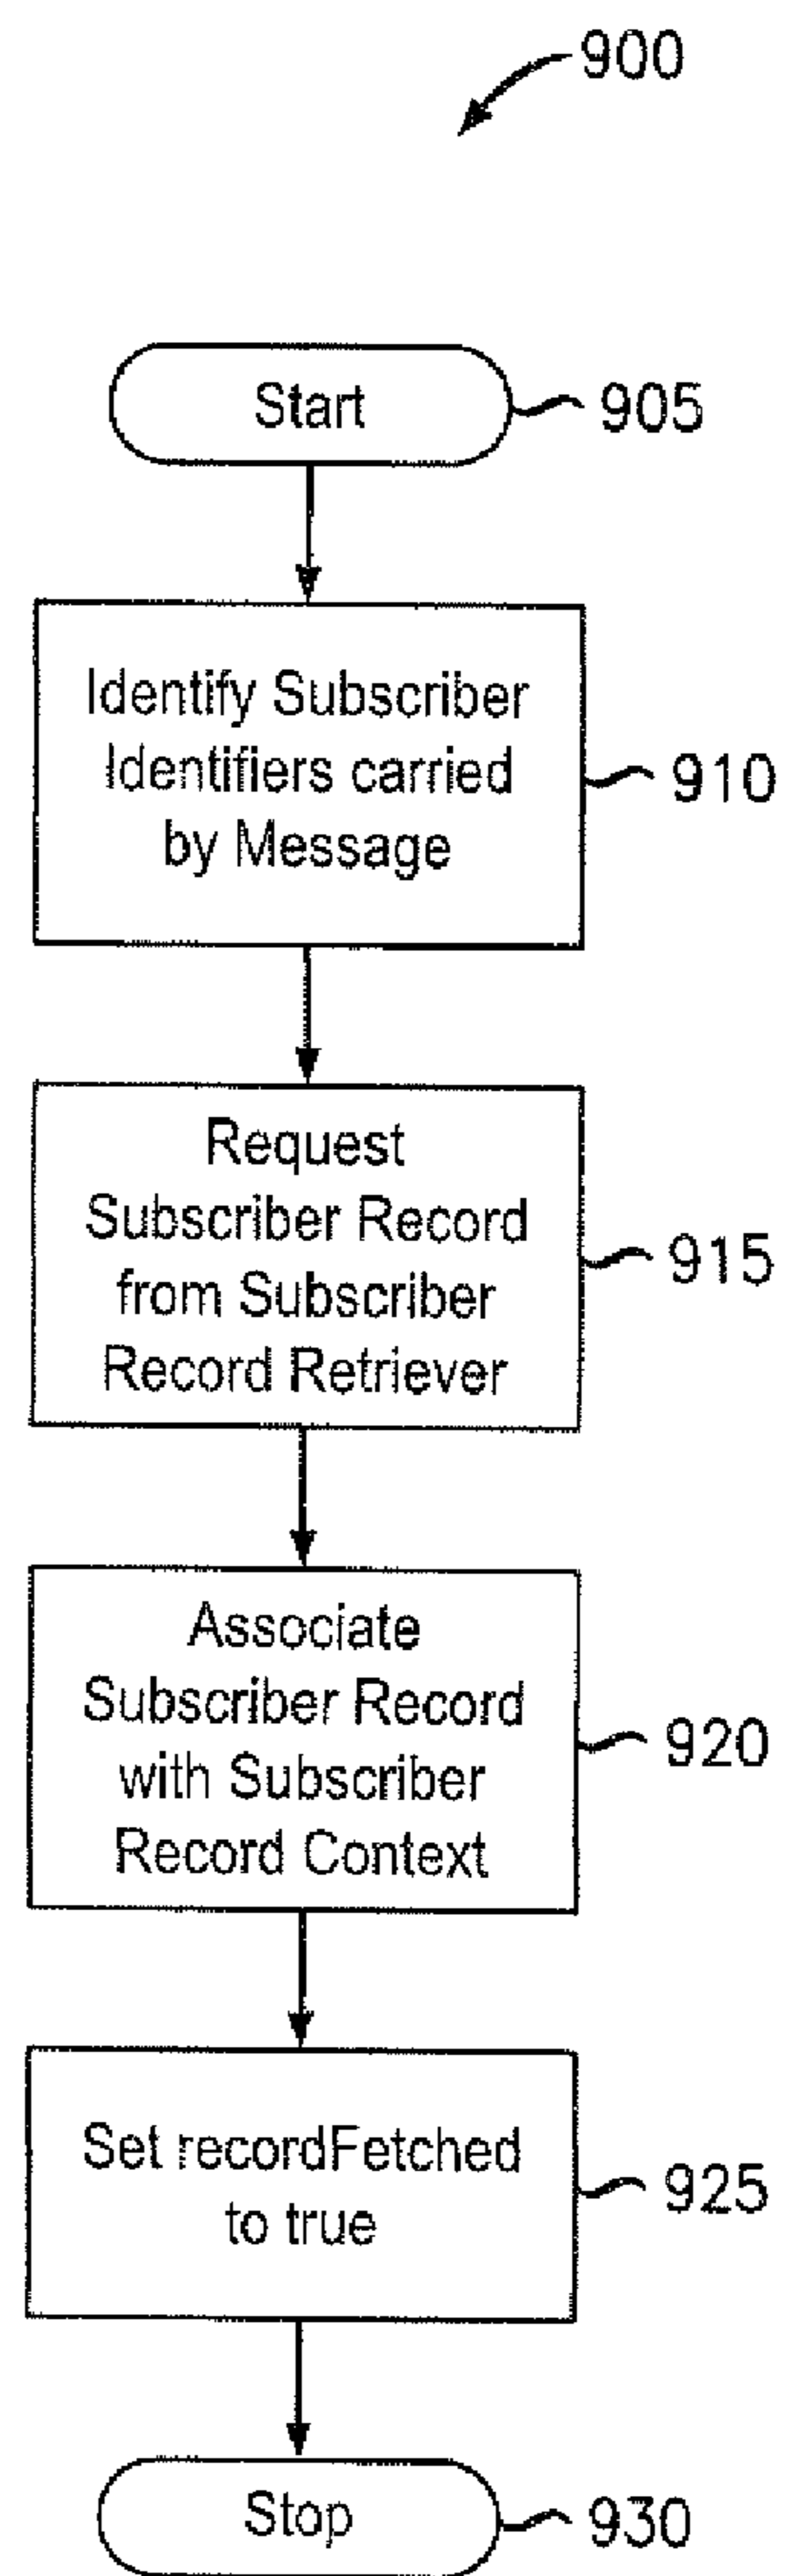 900
Start
905
Identify Subscriber
Identifiers carried
by Message
910
Request
Subscriber Record
from Subscriber
Record Retriever
915
Associate
Subscriber Record
with Subscriber
Record Context
920
Set recordFetched
to true
925
Stop
930